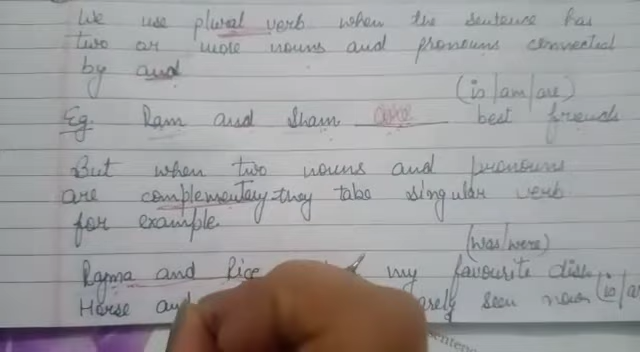 We use plural verb when the sentence has
two or more nouns and pronouns connected
by and
(is/am/are)
Eg. Ram and Sham are best friends
But when two nouns and pronouns
are complementary they take singular verb
for example.
(was/were)
Rajma and Rice my favourite dish
Horse and seen now (is/